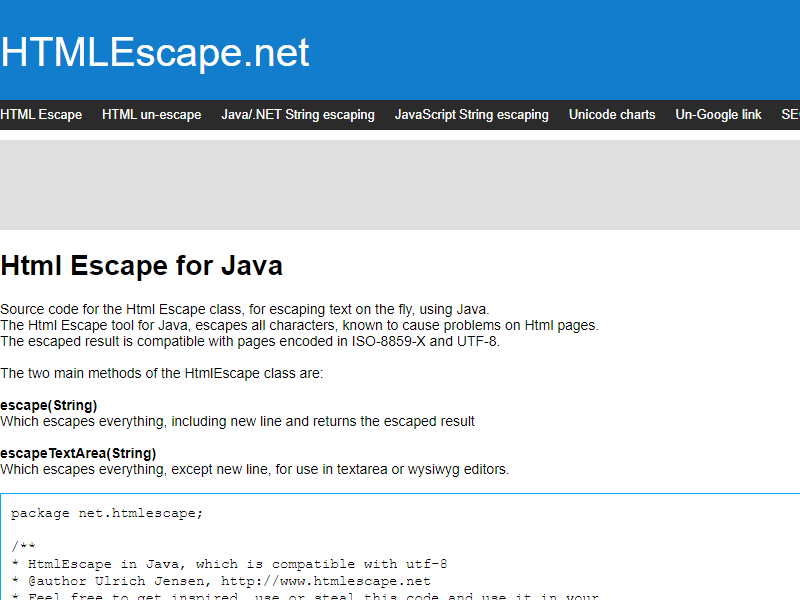 HTMLEscape.net
HTML Escape HTML un-escape Java/.NET String escaping JavaScript String escaping Unicode charts Un-Google link
Html Escape for Java
Source code for the Html Escape class, for escaping text on the fly, using Java.
The Html Escape tool for Java, escapes all characters, known to cause problems on Html pages.
The escaped result is compatible with pages encoded in ISO-8859-X and UTF-8.
The two main methods of the HtmlEscape class are:
escape(String)
Which escapes everything, including new line and returns the escaped result
escapeTextArea(String)
Which escapes everything, except new line, for use in textarea or wysiwyg editors.
package net.htmlescape;
/**
* HtmlEscape in Java, which is compatible with utf-8
* @author Ulrich Jensen, http://www.htmlescape.net
* Feel free to get inspired, use or steal this code and use it in your